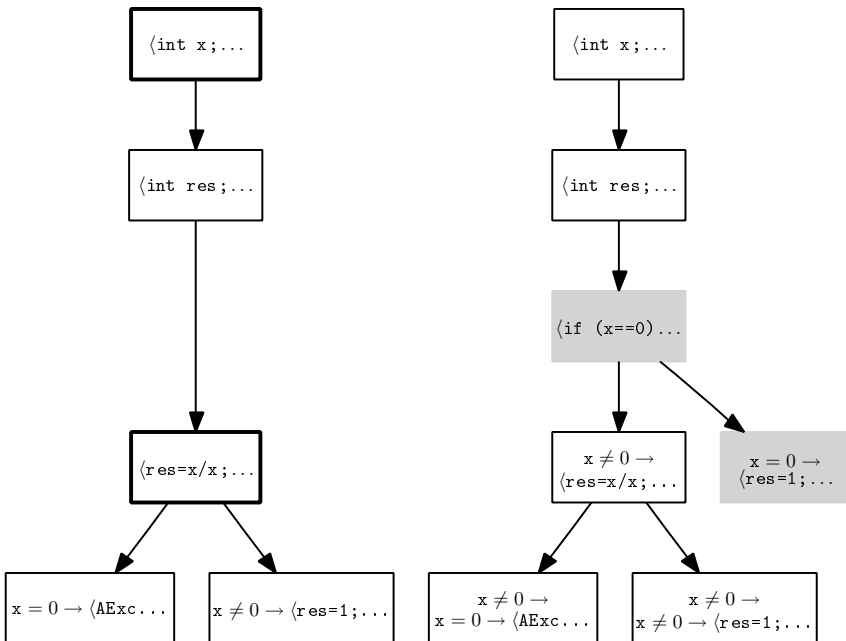 ⟨int x;... ⟨int x;...
⟨int res;... ⟨int res;...
⟨if (x==0)...
⟨res=x/x;...
x ≠ 0 →
⟨res=x/x;...
x = 0 →
⟨res=1;...
x = 0 → ⟨AExc...
x ≠ 0 → ⟨res=1;...
x ≠ 0 →
x = 0 → ⟨AExc...
x ≠ 0 →
x ≠ 0 → ⟨res=1;...